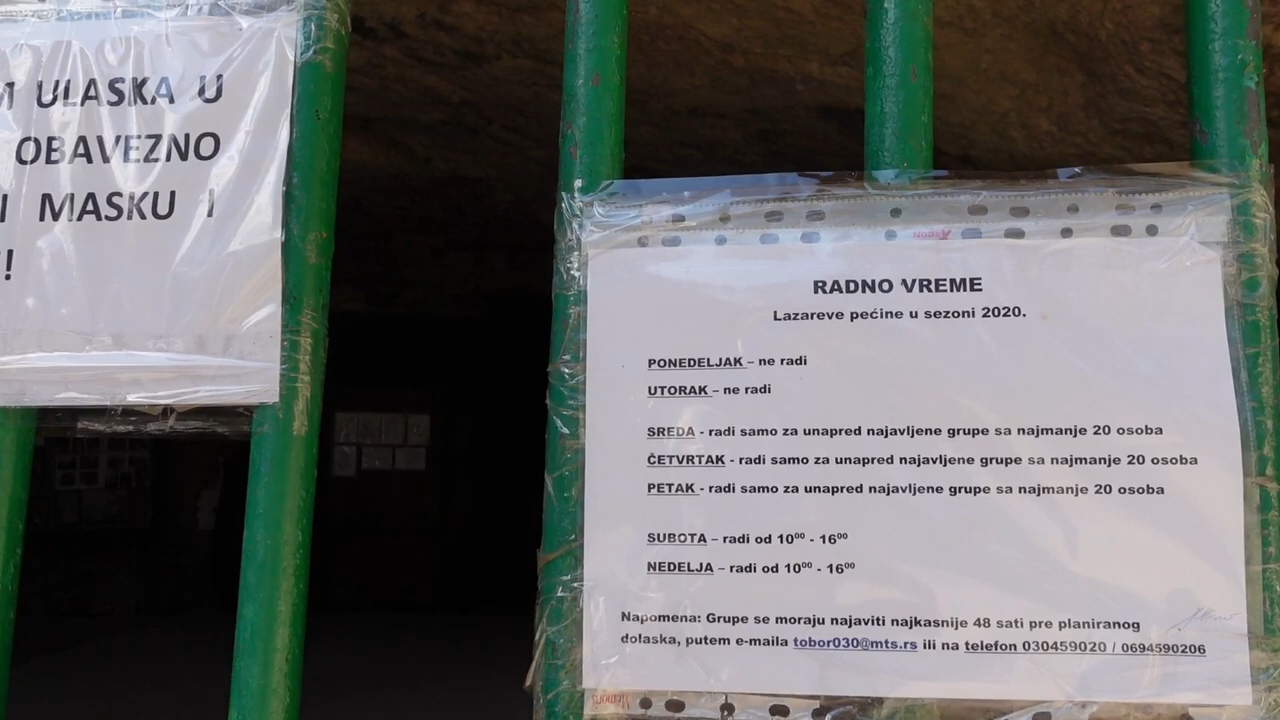 ULASKA U
OBAVEZNO
I MASKU I
!
RADNO VREME
Lazareve pećine u sezoni 2020.
PONEDELJAK – ne radi
UTORAK – ne radi
SREDA - radi samo za unapred najavljene grupe sa najmanje 20 osoba
ČETVRTAK - radi samo za unapred najavljene grupe sa najmanje 20 osoba
PETAK - radi samo za unapred najavljene grupe sa najmanje 20 osoba
SUBOTA – radi od 10⁰⁰ - 16⁰⁰
NEDELJA – radi od 10⁰⁰ - 16⁰⁰
Napomena: Grupe se moraju najaviti najkasnije 48 sati pre planiranog
dolaska, putem e-maila tobor030@mts.rs ili na telefon 030459020 / 0694590206